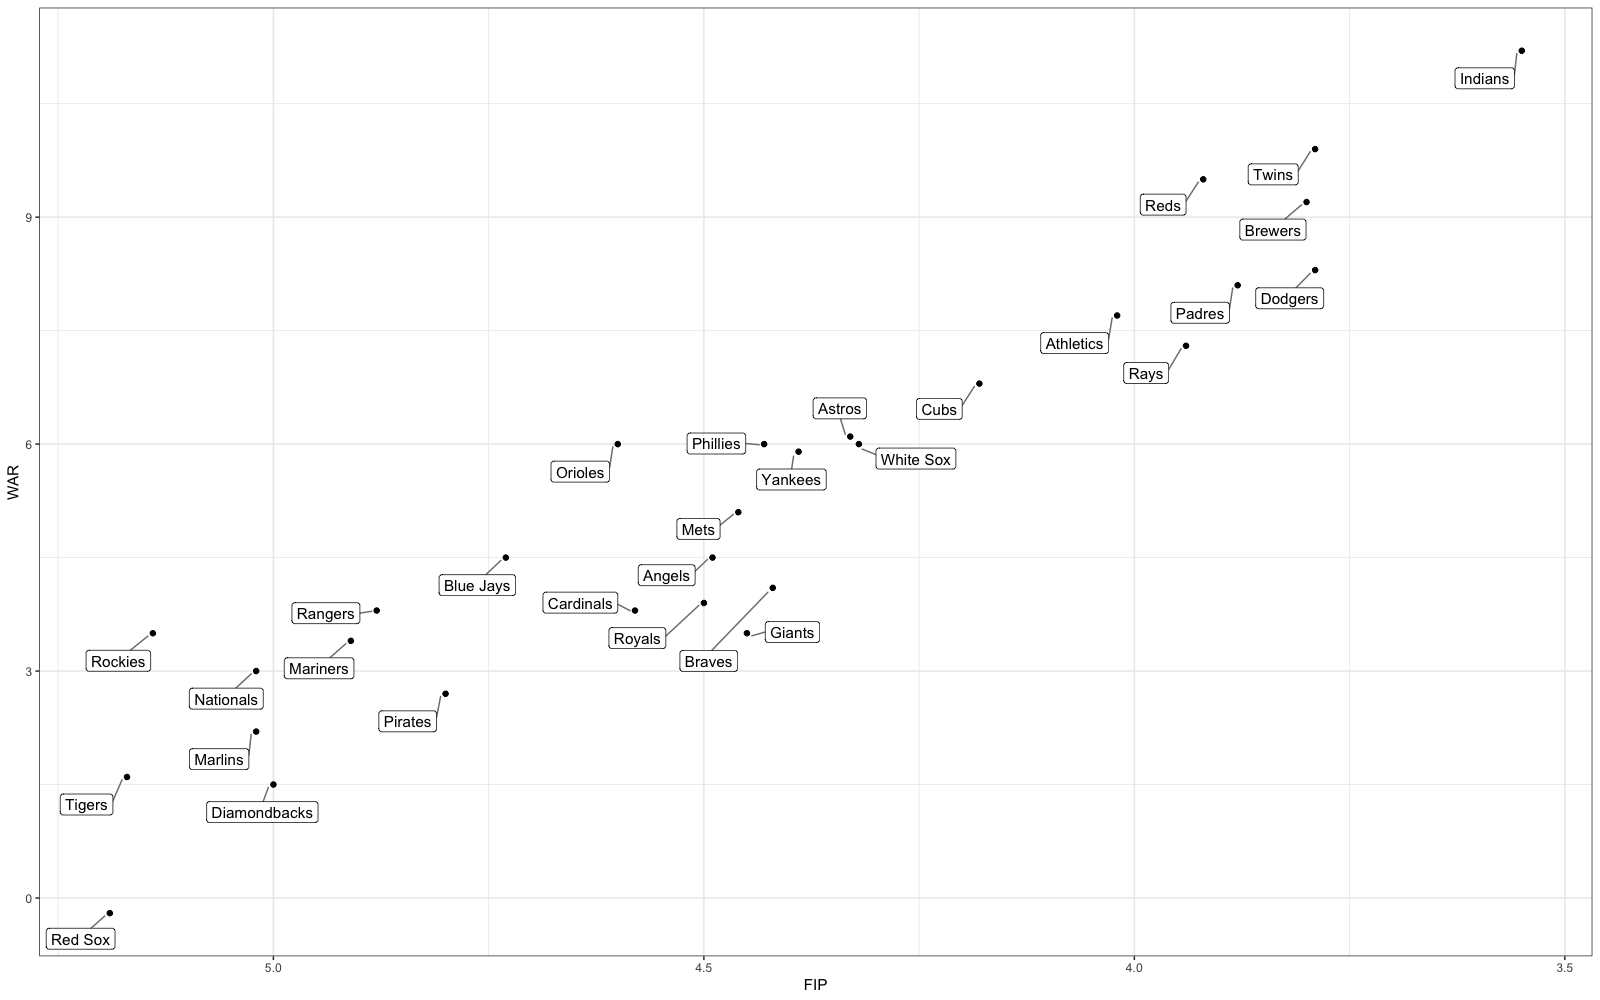 Indians
Twins
Reds
9
Brewers
Dodgers
Padres
Athletics
Rays
Astros
Cubs
6
Phillies
White Sox
Orioles
Yankees
WAR
Mets
Angels
Blue Jays
Cardinals
Rangers
Royals
Giants
Rockies
Braves
Mariners
3
Nationals
Pirates
Marlins
Tigers
Diamondbacks
0
Red Sox
5.0
4.5
4.0
3.5
FIP